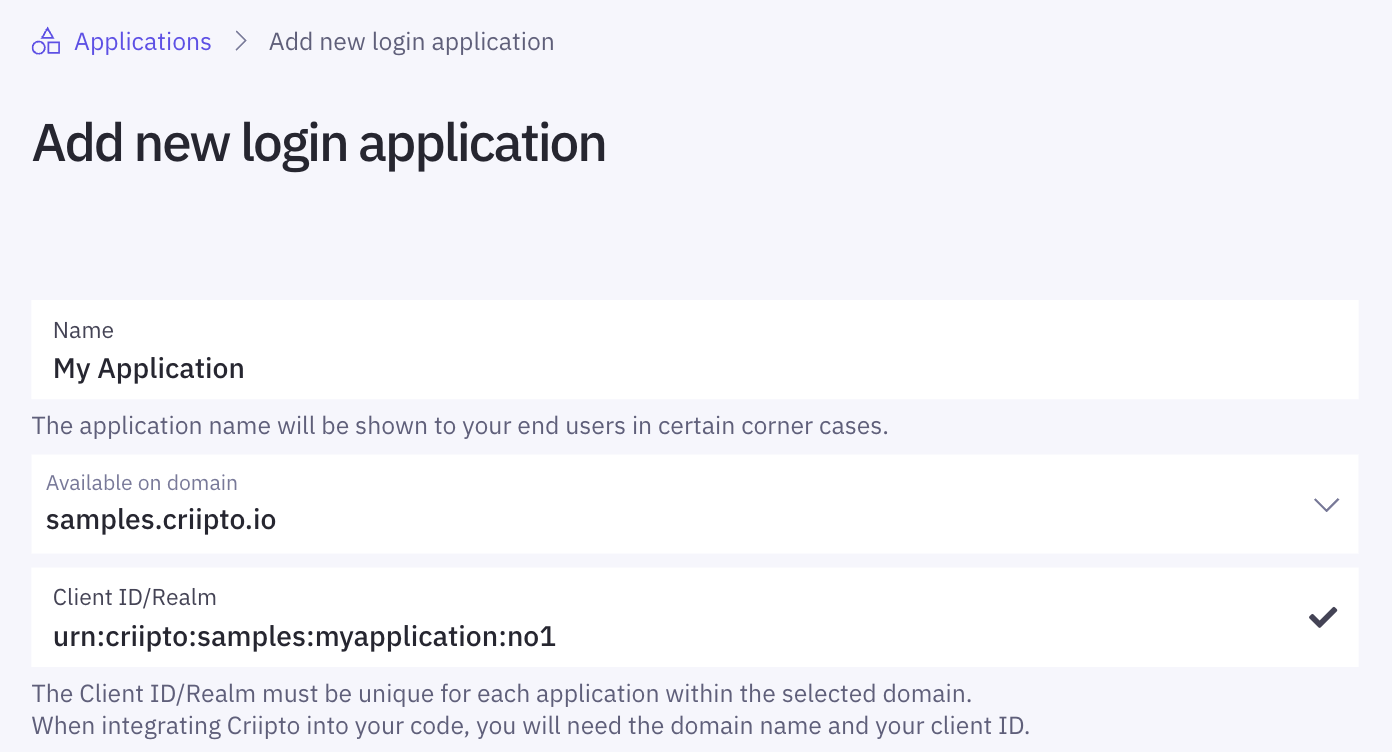 Applications > Add new login application
Add new login application
Name
My Application
The application name will be shown to your end users in certain corner cases.
Available on domain
samples.criipto.io
Client ID/Realm
urn:criipto:samples:myapplication:no1
The Client ID/Realm must be unique for each application within the selected domain.
When integrating Criipto into your code, you will need the domain name and your client ID.